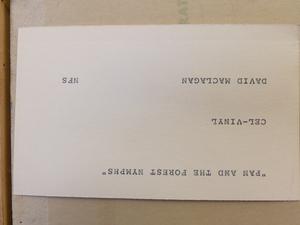 "PAN AND THE FOREST NYMPHS"
CEL-VINYL
DAVID MACLAGAN NFS